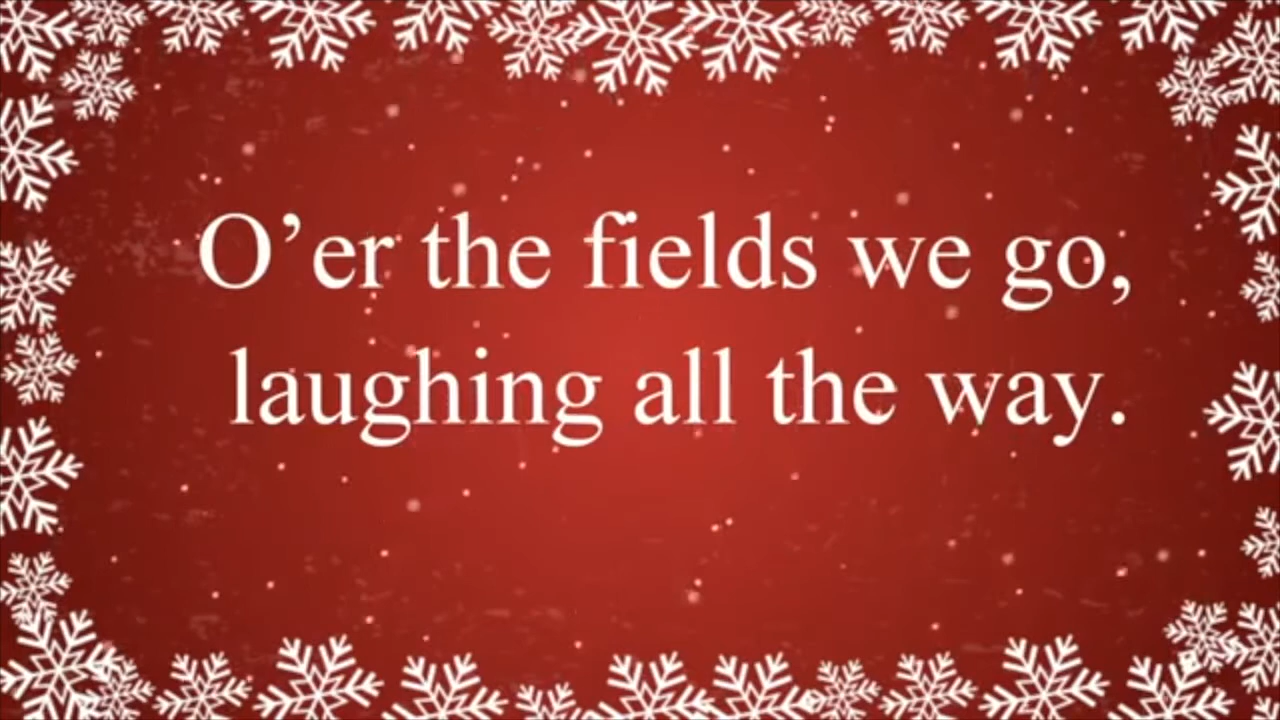 O’er the fields we go,
laughing all the way.